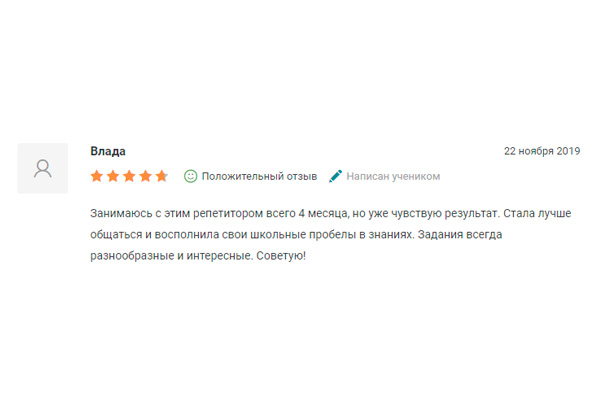 Влада
22 ноября 2019
Положительный отзыв
Написан учеником
Занимаюсь с этим репетитором всего 4 месяца, но уже чувствую результат. Стала лучше
общаться и восполнила свои школьные пробелы в знаниях. Задания всегда
разнообразные и интересные. Советую!